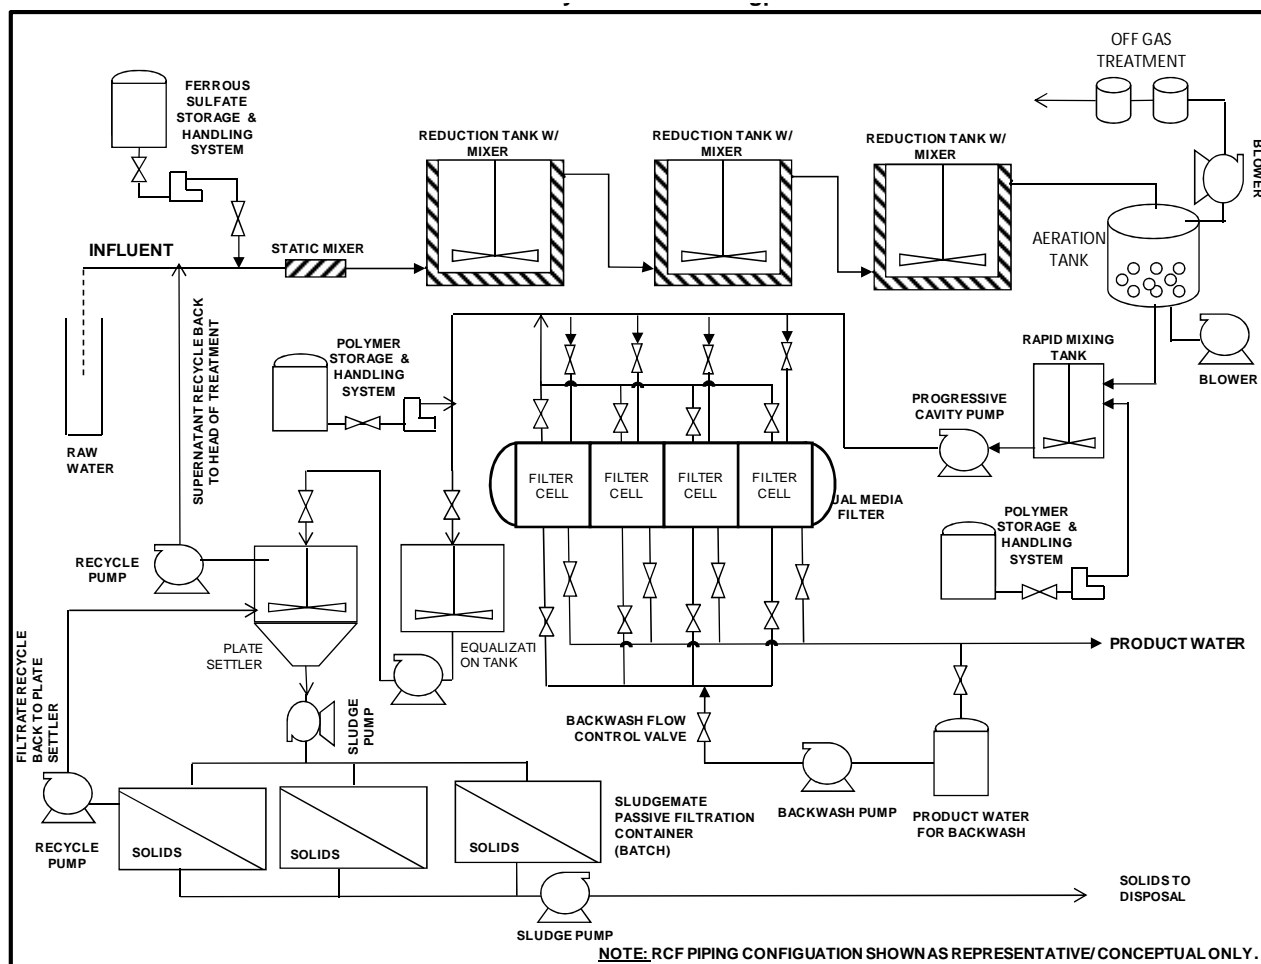 OFF GAS
TREATMENT
FERROUS
SULFATE
STORAGE &
HANDLING
SYSTEM
REDUCTION TANK W/
MIXER
REDUCTION TANK W/
MIXER
REDUCTION TANK W/
MIXER
BLOWER
INFLUENT
STATIC MIXER
AERATION
TANK
SUPERNATANT RECYCLE BACK
TO HEAD OF TREATMENT
POLYMER
STORAGE &
HANDLING
SYSTEM
RAPID MIXING
TANK
BLOWER
PROGRESSIVE
CAVITY PUMP
RAW
WATER
FILTER
CELL
FILTER
CELL
FILTER
CELL
FILTER
CELL
UAL MEDIA
FILTER
POLYMER
STORAGE &
HANDLING
SYSTEM
RECYCLE
PUMP
PLATE
SETTLER
EQUALIZATI
ON TANK
PRODUCT WATER
FILTRATE RECYCLE
BACK TO PLATE
SETTLER
SLUDGE
PUMP
BACKWASH FLOW
CONTROL VALVE
SLUDGEMATE
PASSIVE FILTRATION
CONTAINER
(BATCH)
BACKWASH PUMP
PRODUCT WATER
FOR BACKWASH
RECYCLE
PUMP
SOLIDS
SOLIDS
SOLIDS
SOLIDS TO
DISPOSAL
SLUDGE PUMP
NOTE: RCF PIPING CONFIGUATION SHOWN AS REPRESENTATIVE/ CONCEPTUAL ONLY.